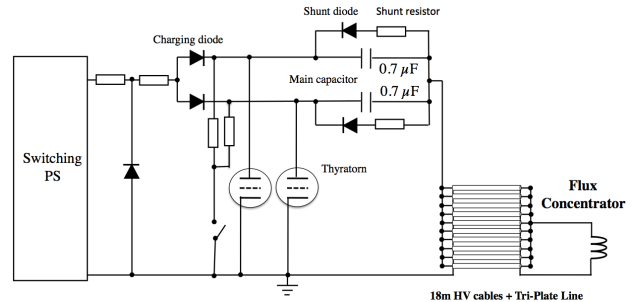 Shunt diode
Shunt resistor
Charging diode
0.7 μF
Main capacitor
0.7 μF
Switching
PS
Thyratorn
Flux
Concentrator
18m HV cables + Tri-Plate Line